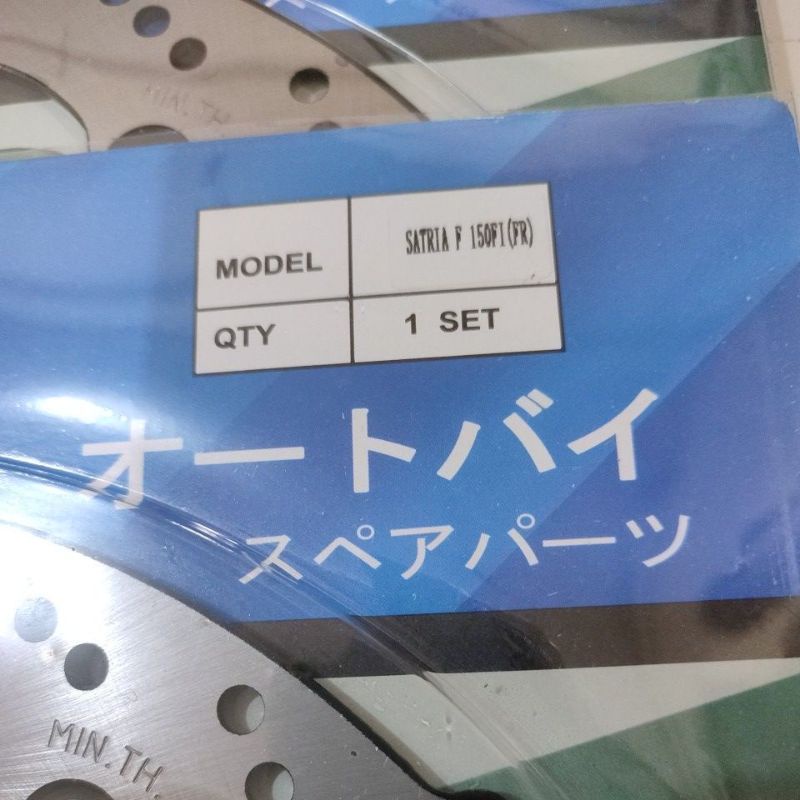 MIN.TH
MODEL SATRIA F 150FI(FR)
QTY 1 SET
オートバイ
スペアパーツ
MIN.TH.